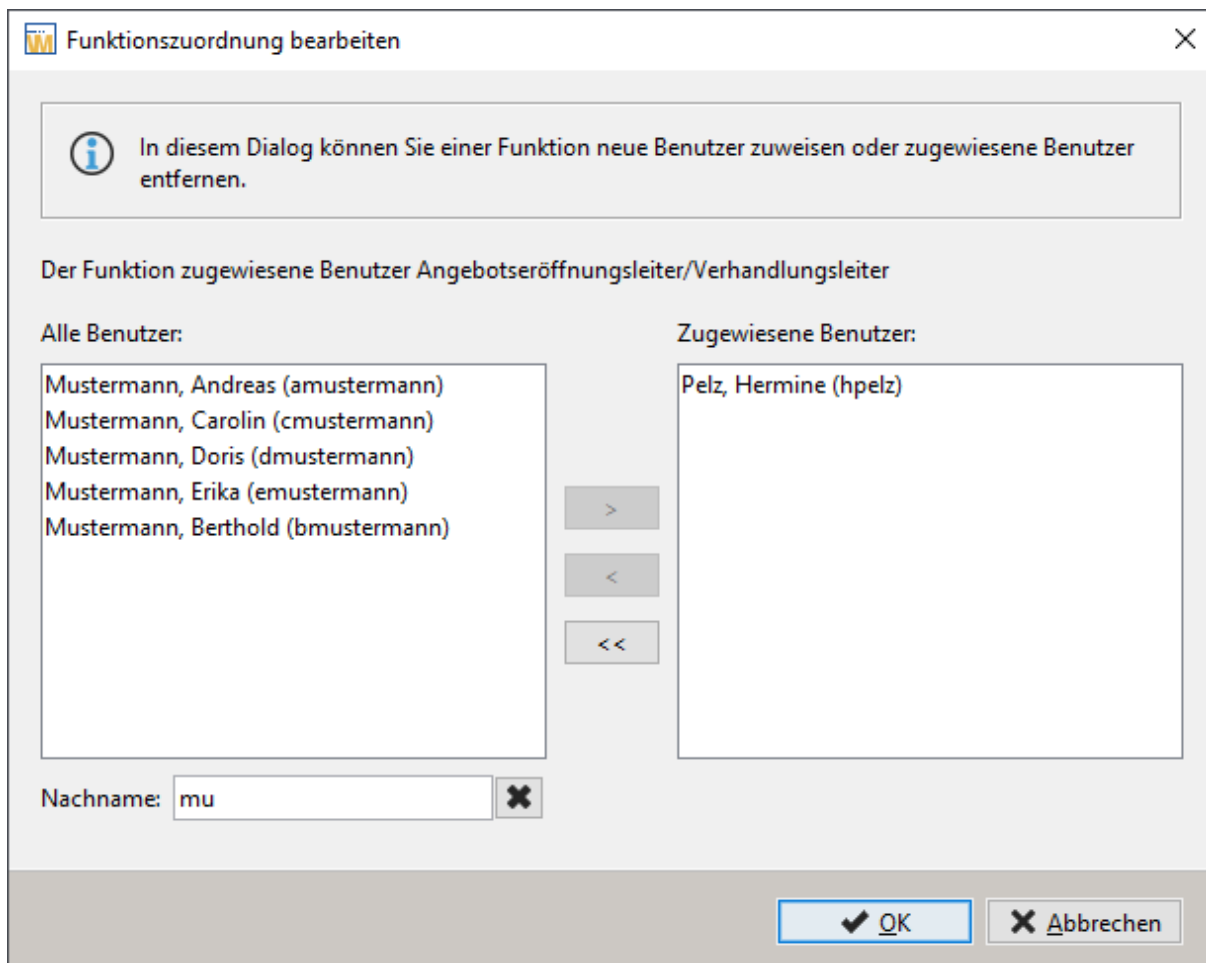 Funktionszuordnung bearbeiten
In diesem Dialog können Sie einer Funktion neue Benutzer zuweisen oder zugewiesene Benutzer
entfernen.
Der Funktion zugewiesene Benutzer Angebotseröffnungsleiter/Verhandlungsleiter
Alle Benutzer:
Mustermann, Andreas (amustermann)
Mustermann, Carolin (cmustermann)
Mustermann, Doris (dmustermann)
Mustermann, Erika (emustermann)
Mustermann, Berthold (bmustermann)
>
<
<<
Zugewiesene Benutzer:
Pelz, Hermine (hpelz)
Nachname: mu
OK
Abbrechen